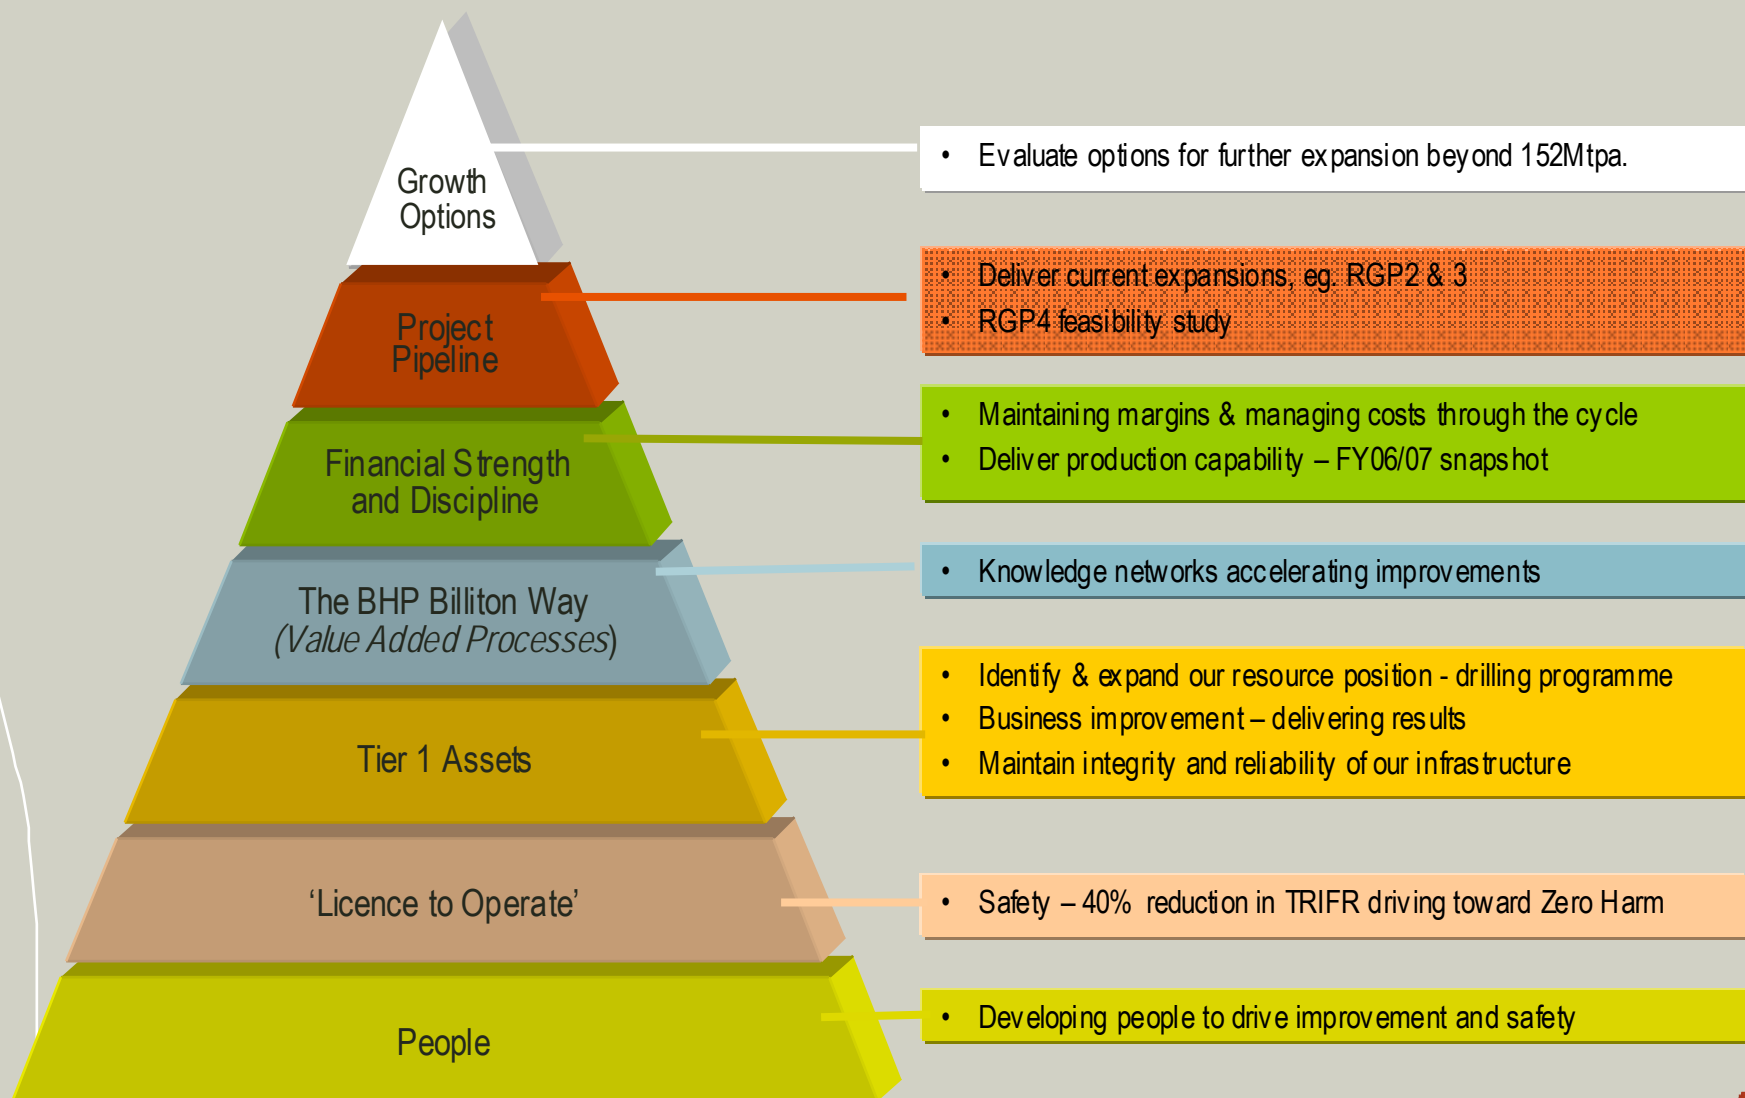 Growth
Options
• Evaluate options for further expansion beyond 152Mtpa.
Project
Pipeline
• Deliver current expansions, eg. RGP2 & 3
• RGP4 feasibility study
Financial Strength
and Discipline
• Maintaining margins & managing costs through the cycle
• Deliver production capability – FY06/07 snapshot
The BHP Billiton Way
(Value Added Processes)
• Knowledge networks accelerating improvements
Tier 1 Assets
• Identify & expand our resource position - drilling programme
• Business improvement – delivering results
• Maintain integrity and reliability of our infrastructure
‘Licence to Operate’
• Safety – 40% reduction in TRIFR driving toward Zero Harm
People
• Developing people to drive improvement and safety